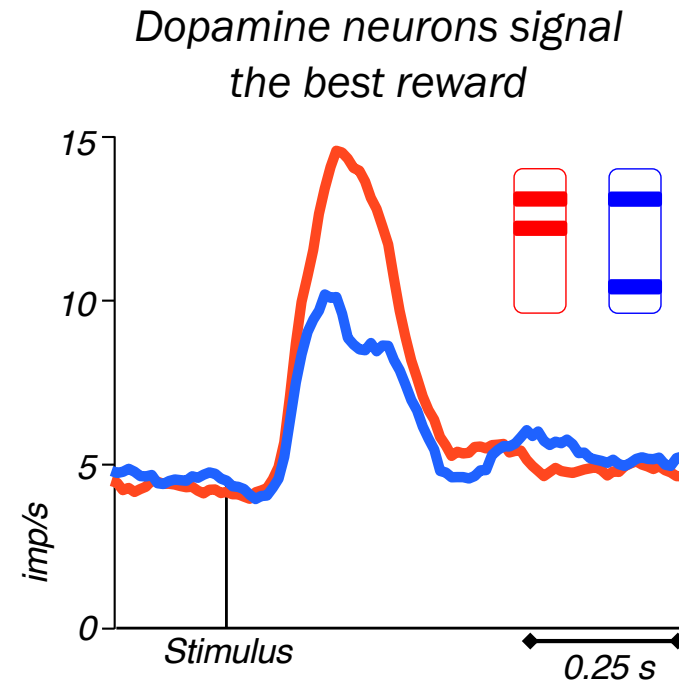 Dopamine neurons signal
the best reward
15
10
5
imp/s
0
Stimulus
0.25 s